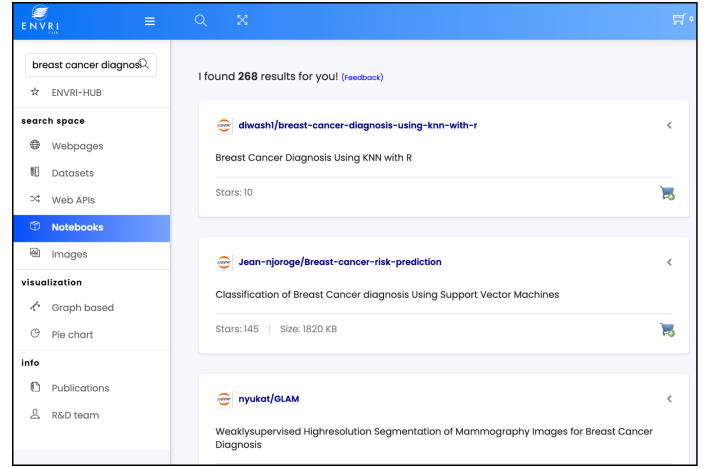 ENVRI
FAIR
0
breast cancer diagnosi
ENVRI-HUB
search space
Webpages
Datasets
Web APIs
Notebooks
Images
visualization
Graph based
Pie chart
info
Publications
R&D team
I found 268 results for you! (Feedback)
diwash1/breast-cancer-diagnosis-using-knn-with-r
Breast Cancer Diagnosis Using KNN with R
Stars: 10
Jean-njoroge/Breast-cancer-risk-prediction
Classification of Breast Cancer diagnosis Using Support Vector Machines
Stars: 145 | Size: 1820 KB
nyukat/GLAM
Weaklysupervised Highresolution Segmentation of Mammography Images for Breast Cancer
Diagnosis